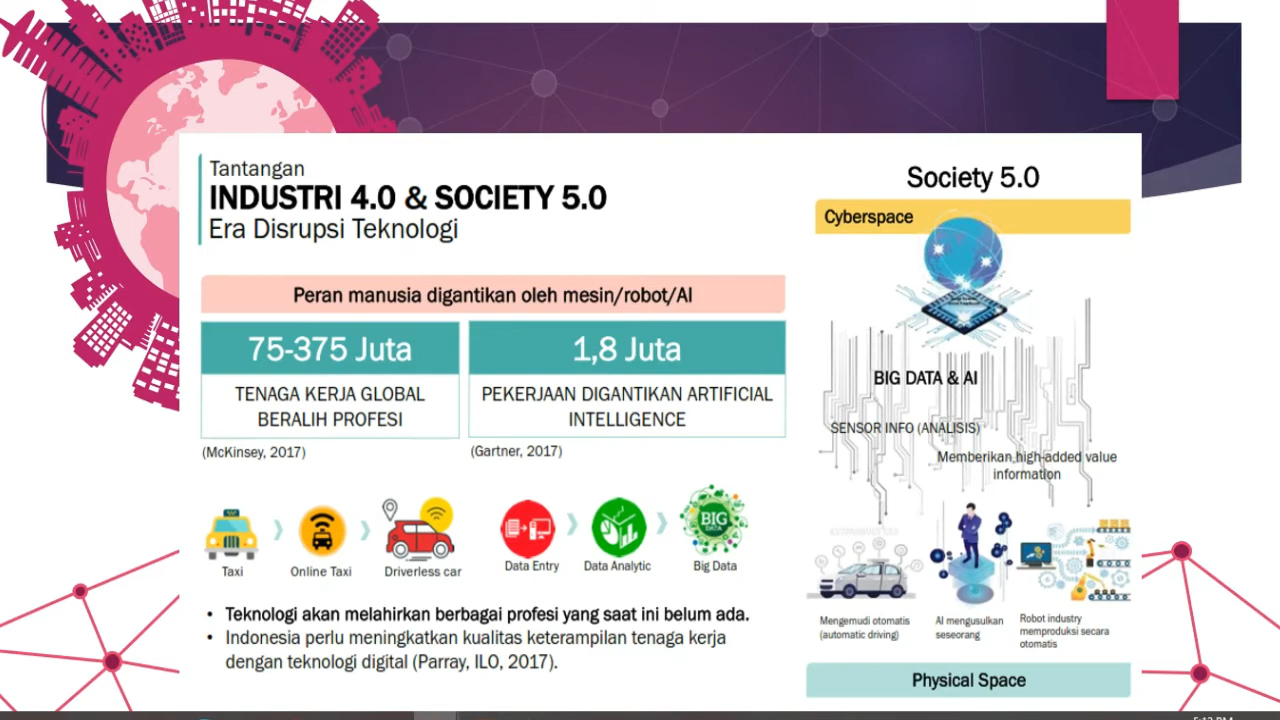 Tantangan
INDUSTRI 4.0 & SOCIETY 5.0
Era Disrupsi Teknologi
Peran manusia digantikan oleh mesin/robot/AI
75-375 Juta
TENAGA KERJA GLOBAL
BERALIH PROFESI
(McKinsey, 2017)
1,8 Juta
PEKERJAAN DIGANTIKAN ARTIFICIAL
INTELLIGENCE
(Gartner, 2017)
Taxi
Online Taxi
Driverless car
Data Entry
Data Analytic
BIG
DATA
Big Data
• Teknologi akan melahirkan berbagai profesi yang saat ini belum ada.
• Indonesia perlu meningkatkan kualitas keterampilan tenaga kerja
dengan teknologi digital (Parray, ILO, 2017).
Society 5.0
Cyberspace
BIG DATA & AI
SENSOR INFO (ANALISIS)
Memberikan high-added value
information
Mengemudi otomatis
(automatic driving)
AI mengusulkan
seseorang
Robot industry
memproduksi secara
otomatis
Physical Space